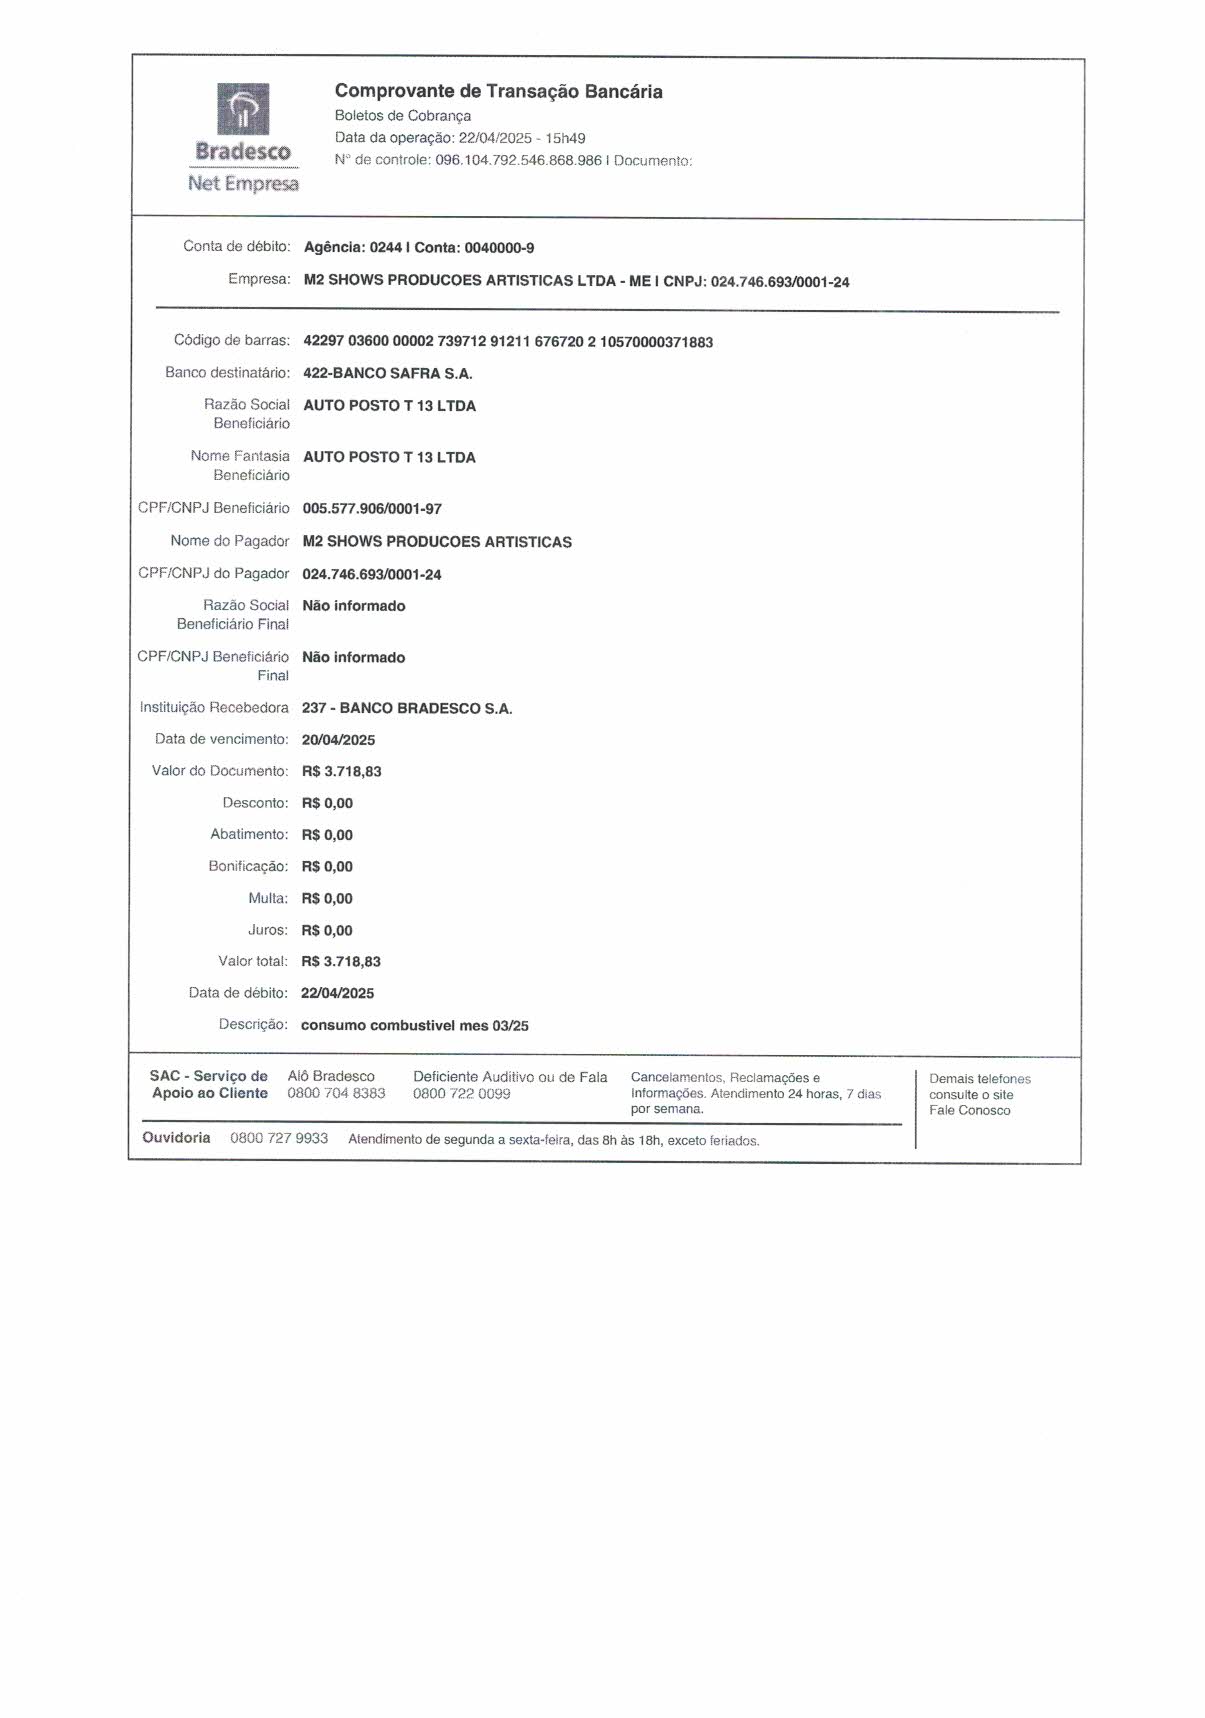 Bradesco
Net Empresa
Comprovante de Transação Bancária
Boletos de Cobrança
Data da operação: 22/04/2025 - 15h49
N° de controle: 096.104.792.546.868.986 | Documento:
Conta de débito: Agência: 0244 | Conta: 0040000-9
Empresa: M2 SHOWS PRODUCOES ARTISTICAS LTDA - ME | CNPJ: 024.746.693/0001-24
Código de barras: 42297 03600 00002 739712 91211 676720 2 10570000371883
Banco destinatário: 422-BANCO SAFRA S.A.
Razão Social AUTO POSTO T 13 LTDA
Beneficiário
Nome Fantasia AUTO POSTO T 13 LTDA
Beneficiário
CPF/CNPJ Beneficiário 005.577.906/0001-97
Nome do Pagador M2 SHOWS PRODUCOES ARTISTICAS
CPF/CNPJ do Pagador 024.746.693/0001-24
Razão Social Não informado
Beneficiário Final
CPF/CNPJ Beneficiário Não informado
Final
Instituição Recebedora 237 - BANCO BRADESCO S.A.
Data de vencimento: 20/04/2025
Valor do Documento: R$ 3.718,83
Desconto: R$ 0,00
Abatimento: R$ 0,00
Bonificação: R$ 0,00
Multa: R$ 0,00
Juros: R$ 0,00
Valor total: R$ 3.718,83
Data de débito: 22/04/2025
Descrição: consumo combustivel mes 03/25
SAC - Serviço de Alô Bradesco Deficiente Auditivo ou de Fala Cancelamentos, Reclamações e Demais telefones
Apoio ao Cliente 0800 704 8383 0800 722 0099 Informações. Atendimento 24 horas, 7 dias consulte o site
por semana. Fale Conosco
Ouvidoria 0800 727 9933 Atendimento de segunda a sexta-feira, das 8h às 18h, exceto feriados.